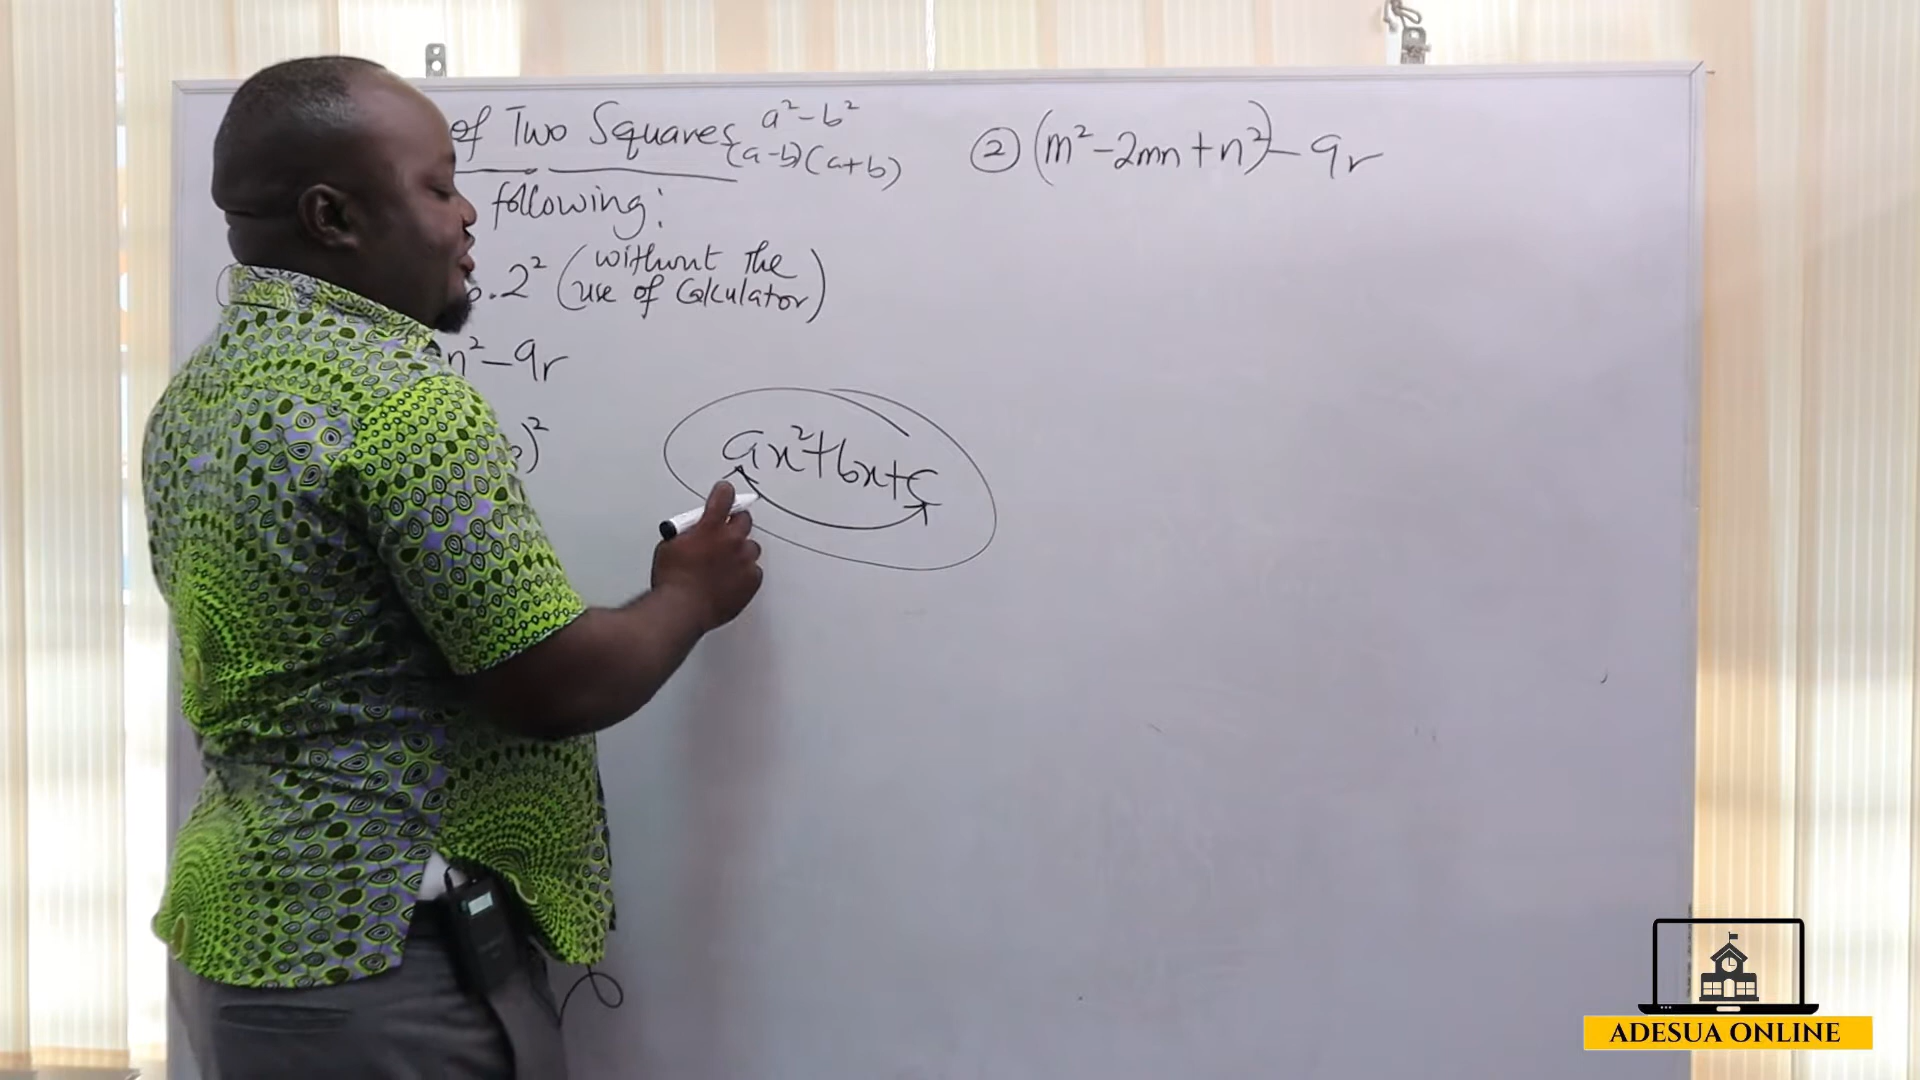 of Two Squares
a²-b²
(a-b)(a+b)
following:
.2² (without the
use of Calculator)
n²-9r
)²
ax²+bx+c
② (m²-2mn+n²)-9r
ADESUA ONLINE